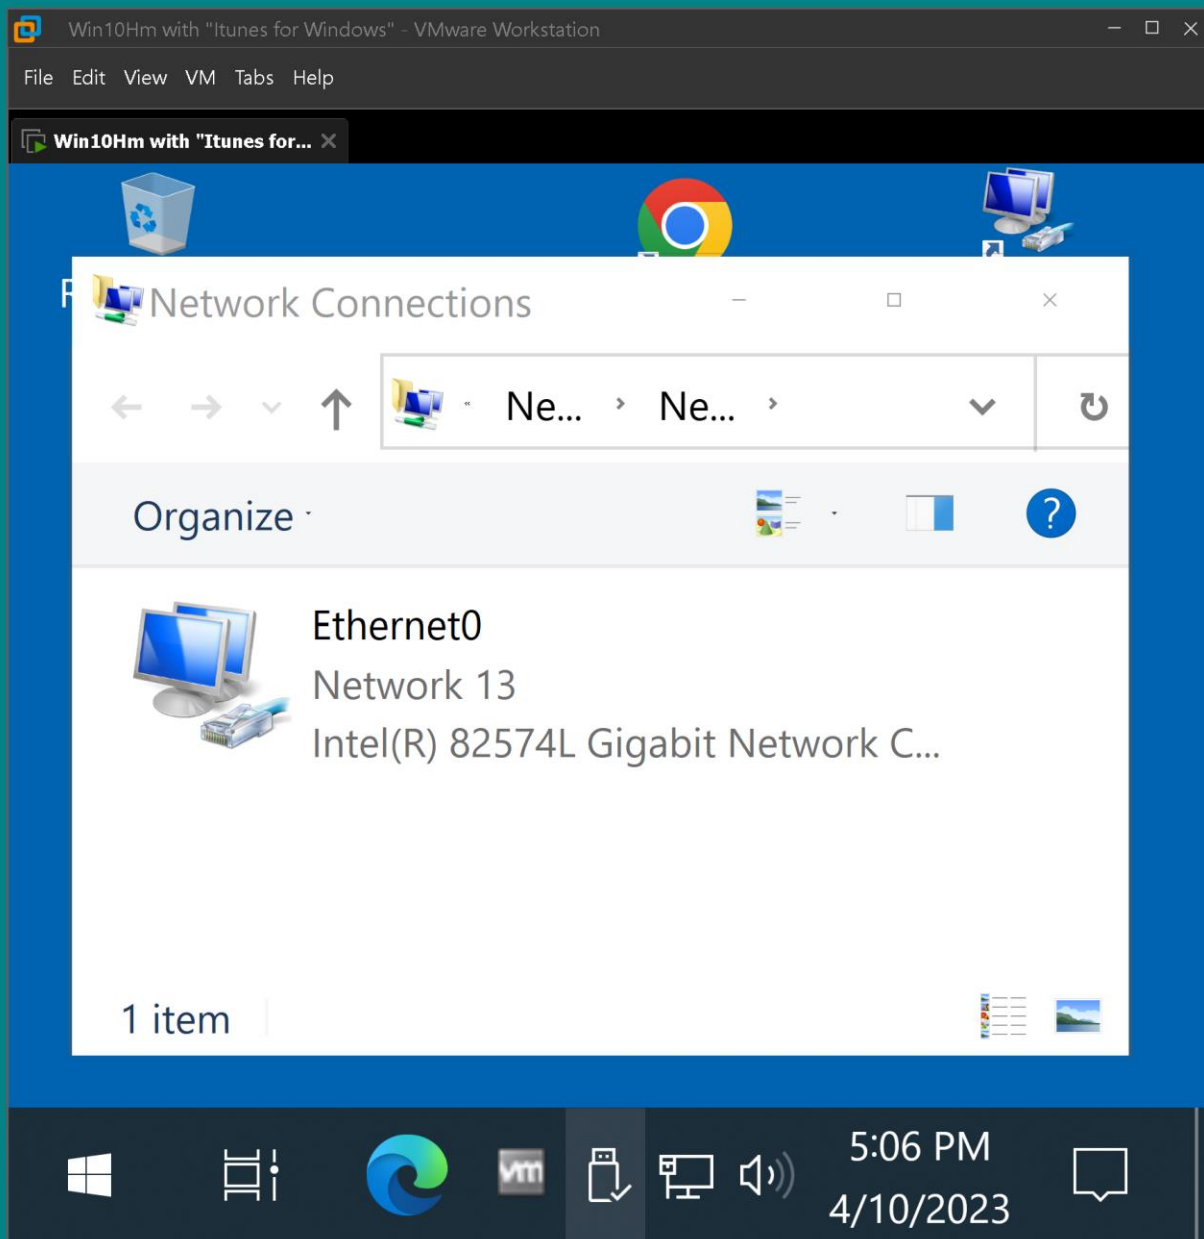 Win10Hm with "Itunes for Windows" - VMware Workstation
File Edit View VM Tabs Help
Win10Hm with "Itunes for...
R
Network Connections
Ne... Ne...
Organize
?
Ethernet0
Network 13
Intel(R) 82574L Gigabit Network C...
1 item
vm
5:06 PM
4/10/2023